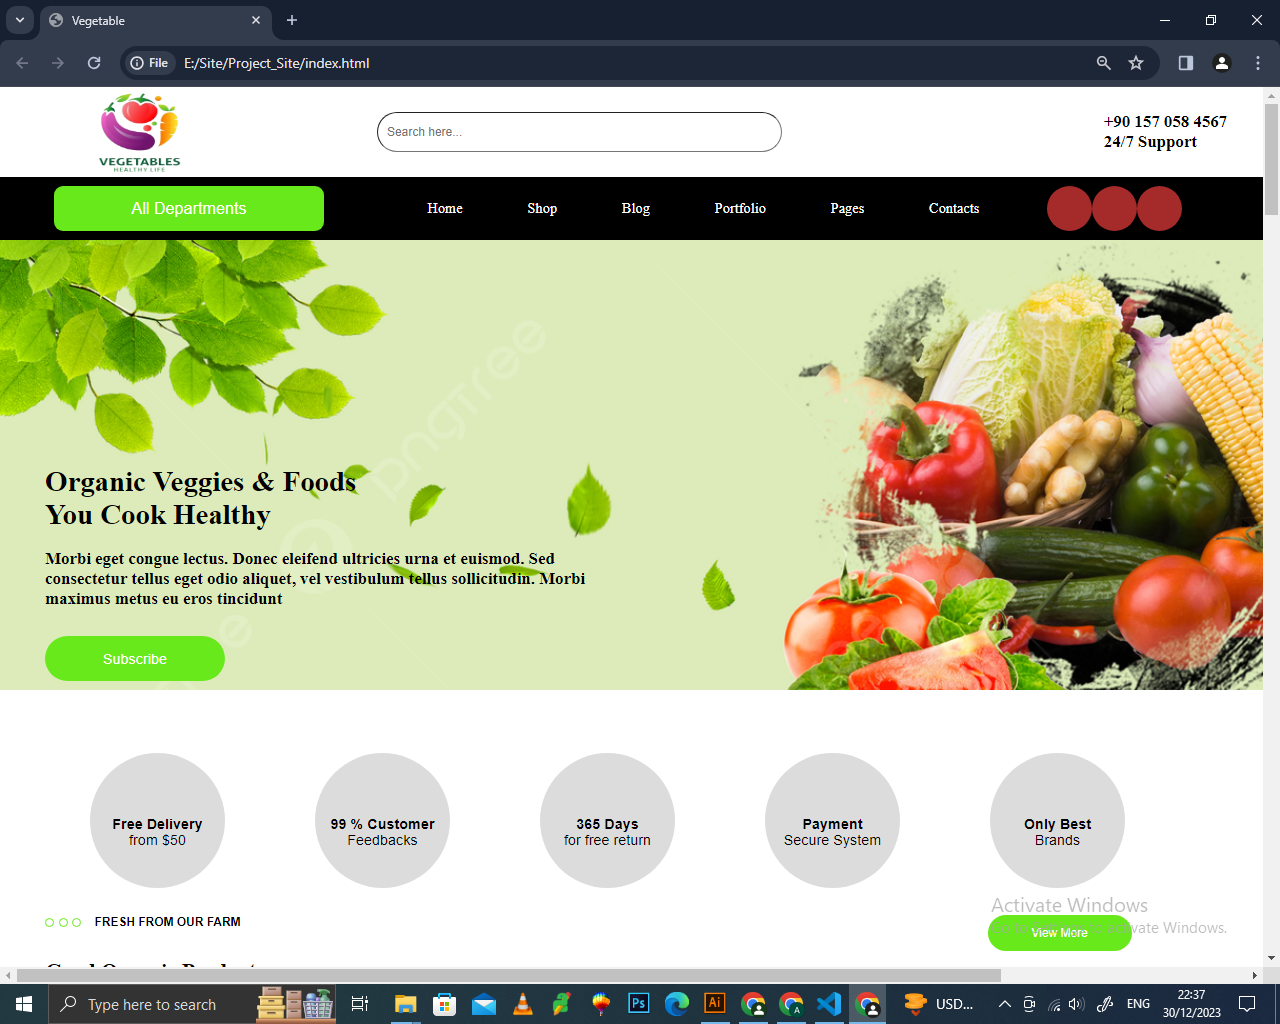 Vegetable
File
E:/Site/Project_Site/index.html
VEGETABLES
HEALTHY LIFE
Search here...
+90 157 058 4567
24/7 Support
All Departments
Home
Shop
Blog
Portfolio
Pages
Contacts
pngtree
Organic Veggies & Foods
You Cook Healthy
Morbi eget congue lectus. Donec eleifend ultricies urna et euismod. Sed
consectetur tellus eget odio aliquet, vel vestibulum tellus sollicitudin. Morbi
maximus metus eu eros tincidunt
Subscribe
Free Delivery
from $50
99 % Customer
Feedbacks
365 Days
for free return
Payment
Secure System
Only Best
Brands
FRESH FROM OUR FARM
Activate Windows
View More
Windows.
Type here to search
Ps
Ai
A
USD...
ENG
22:37
30/12/2023